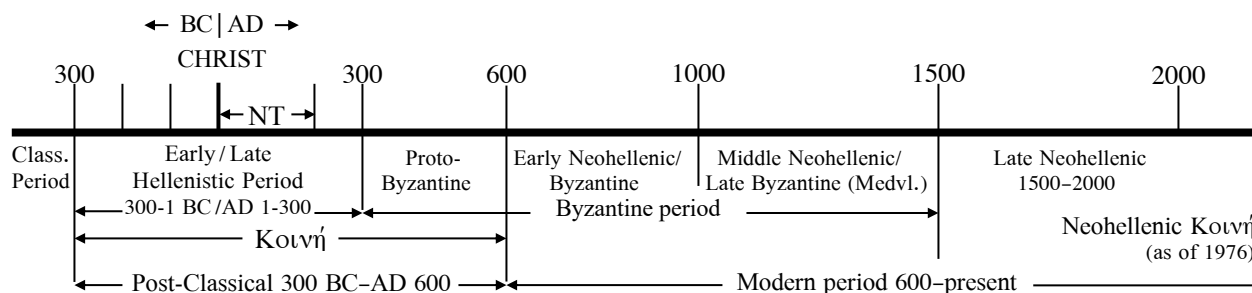 BC | AD
CHRIST
300 300 600 1000 1500 2000
NT
Class. Early / Late Proto- Early Neohellenic/ Middle Neohellenic/ Late Neohellenic
Period Hellenistic Period Byzantine Byzantine Late Byzantine (Medvl.) 1500–2000
300-1 BC/AD 1-300 Byzantine period
Κοινή Neohellenic Κοινή
(as of 1976)
Post-Classical 300 BC–AD 600 Modern period 600–present